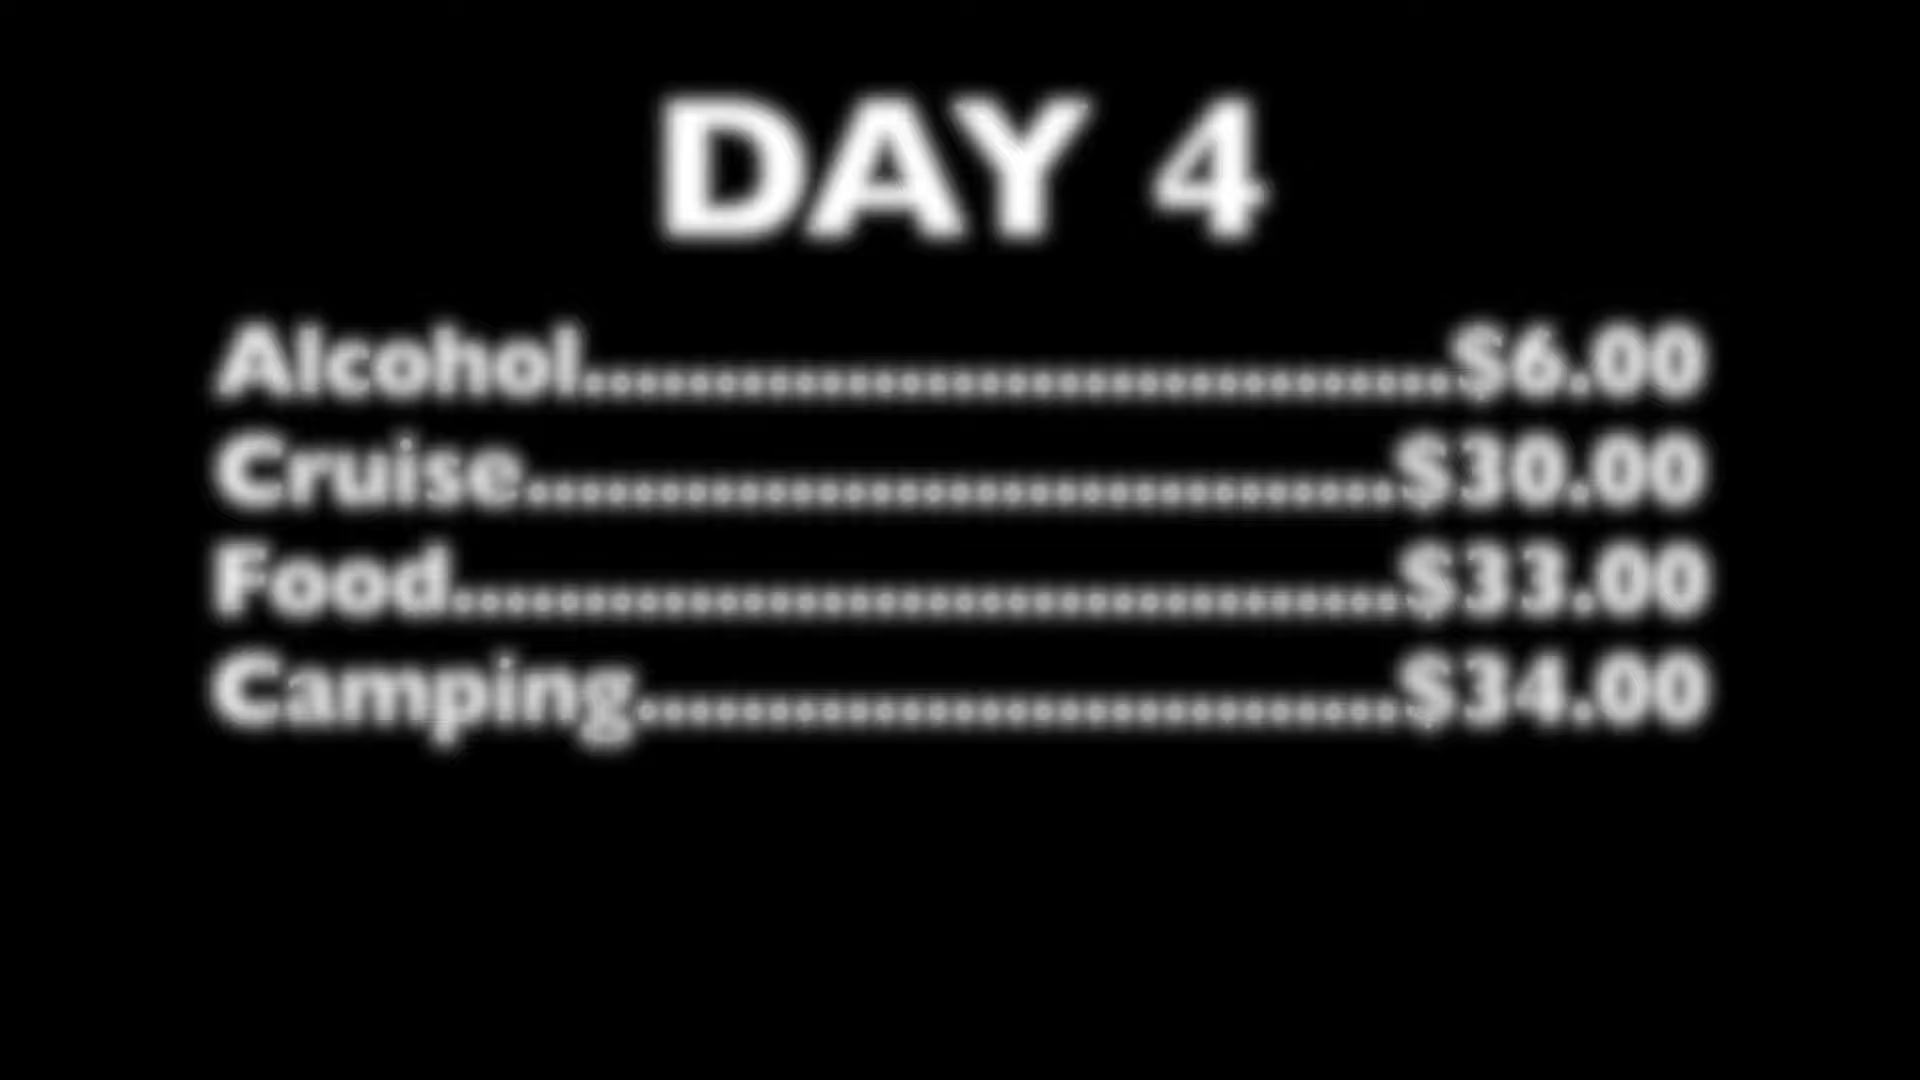 DAY 4
Alcohol.................................$6.00
Cruise.................................$30.00
Food....................................$33.00
Camping.............................$34.00